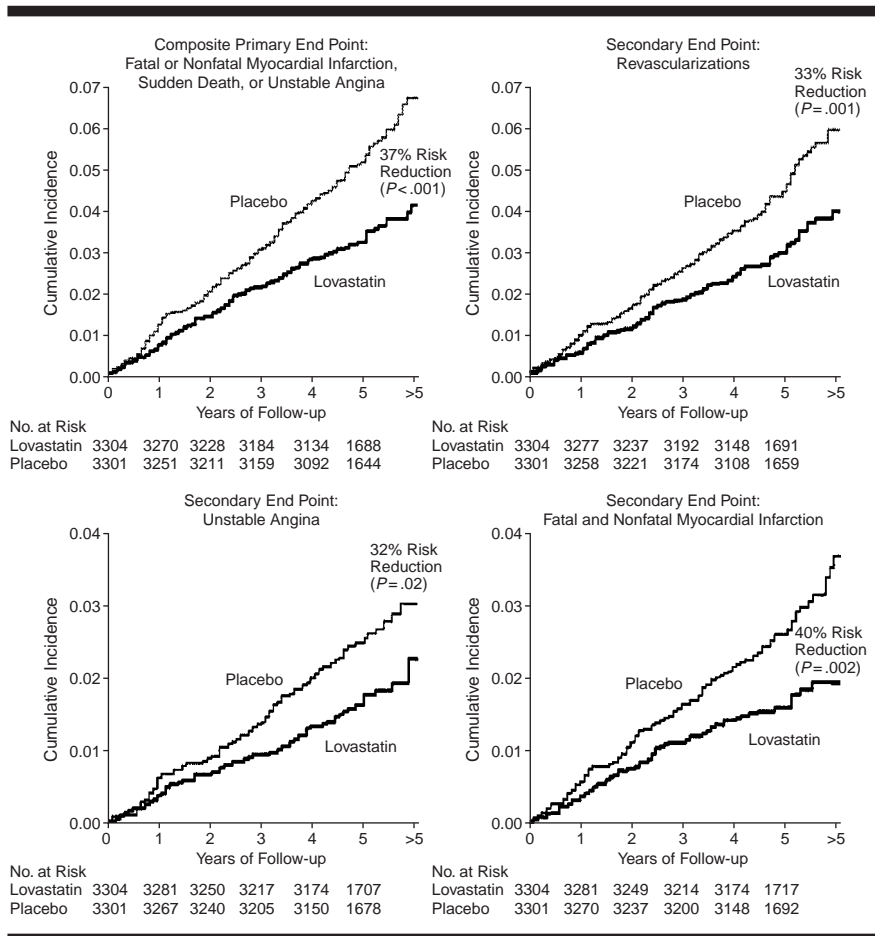 Composite Primary End Point:
Fatal or Nonfatal Myocardial Infarction,
Sudden Death, or Unstable Angina
Cumulative Incidence
0.07
0.06
0.05
0.04
0.03
0.02
0.01
0.00
37% Risk
Reduction
(P<.001)
Placebo
Lovastatin
0 1 2 3 4 5 >5
Years of Follow-up
No. at Risk
Lovastatin 3304 3270 3228 3184 3134 1688
Placebo 3301 3251 3211 3159 3092 1644
Secondary End Point:
Revascularizations
Cumulative Incidence
0.07
0.06
0.05
0.04
0.03
0.02
0.01
0.00
33% Risk
Reduction
(P=.001)
Placebo
Lovastatin
0 1 2 3 4 5 >5
Years of Follow-up
No. at Risk
Lovastatin 3304 3277 3237 3192 3148 1691
Placebo 3301 3258 3221 3174 3108 1659
Secondary End Point:
Unstable Angina
Cumulative Incidence
0.04
0.03
0.02
0.01
0.00
32% Risk
Reduction
(P=.02)
Placebo
Lovastatin
0 1 2 3 4 5 >5
Years of Follow-up
No. at Risk
Lovastatin 3304 3281 3250 3217 3174 1707
Placebo 3301 3267 3240 3205 3150 1678
Secondary End Point:
Fatal and Nonfatal Myocardial Infarction
Cumulative Incidence
0.04
0.03
0.02
0.01
0.00
40% Risk
Reduction
(P=.002)
Placebo
Lovastatin
0 1 2 3 4 5 >5
Years of Follow-up
No. at Risk
Lovastatin 3304 3281 3249 3214 3174 1717
Placebo 3301 3270 3237 3200 3148 1692